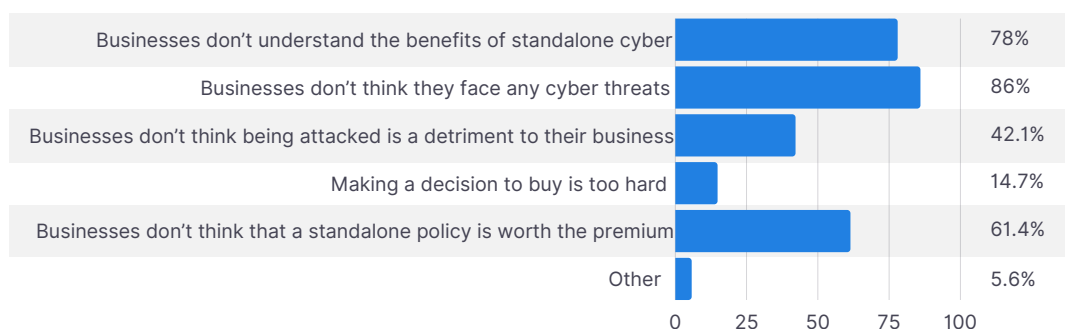 Businesses don’t understand the benefits of standalone cyber 78%
Businesses don’t think they face any cyber threats 86%
Businesses don’t think being attacked is a detriment to their business 42.1%
Making a decision to buy is too hard 14.7%
Businesses don’t think that a standalone policy is worth the premium 61.4%
Other 5.6%
0 25 50 75 100